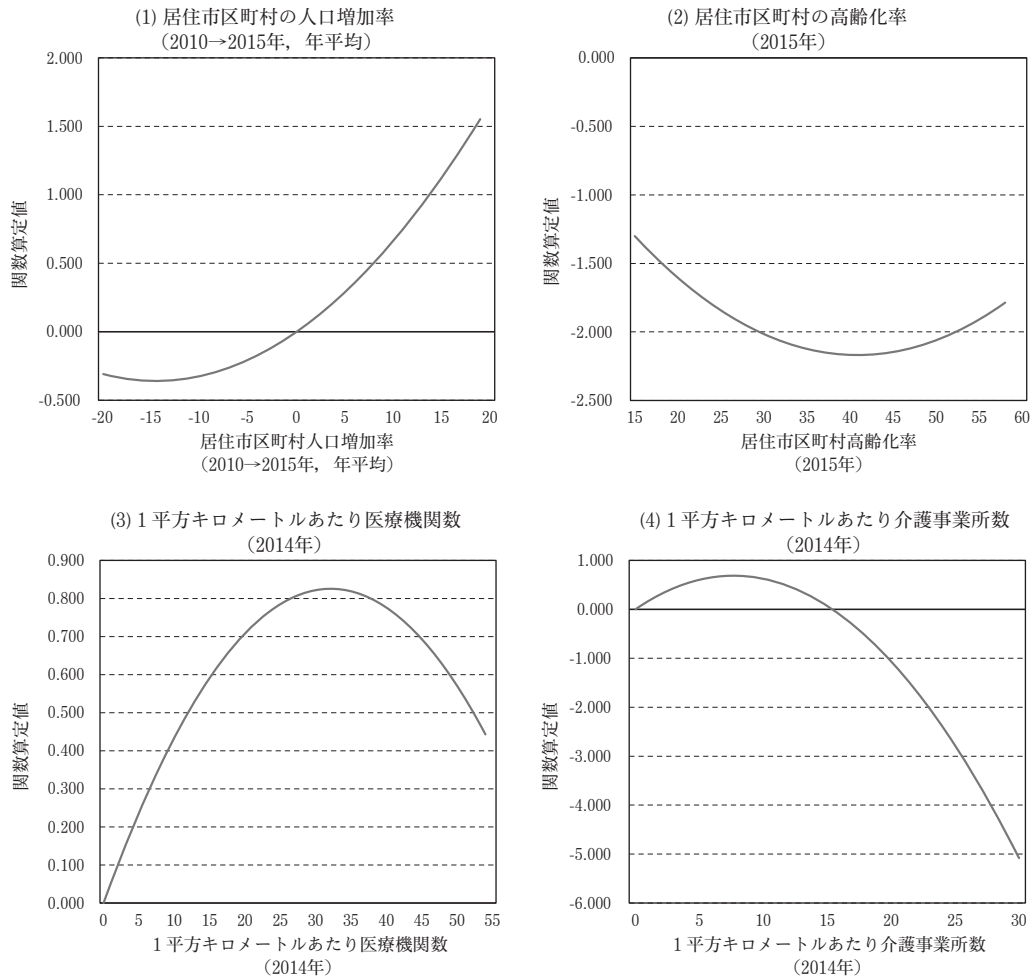 (1) 居住市区町村の人口増加率
（2010→2015年，年平均）
2.000
1.500
1.000
0.500
0.000
-0.500
関数算定値
-20 -15 -10 -5 0 5 10 15 20
居住市区町村人口増加率
（2010→2015年，年平均）
(2) 居住市区町村の高齢化率
（2015年）
0.000
-0.500
-1.000
-1.500
-2.000
-2.500
関数算定値
15 20 25 30 35 40 45 50 55 60
居住市区町村高齢化率
（2015年）
(3) 1 平方キロメートルあたり医療機関数
（2014年）
0.900
0.800
0.700
0.600
0.500
0.400
0.300
0.200
0.100
0.000
関数算定値
0 5 10 15 20 25 30 35 40 45 50 55
1 平方キロメートルあたり医療機関数
（2014年）
(4) 1 平方キロメートルあたり介護事業所数
（2014年）
1.000
0.000
-1.000
-2.000
-3.000
-4.000
-5.000
-6.000
関数算定値
0 5 10 15 20 25 30
1 平方キロメートルあたり介護事業所数
（2014年）